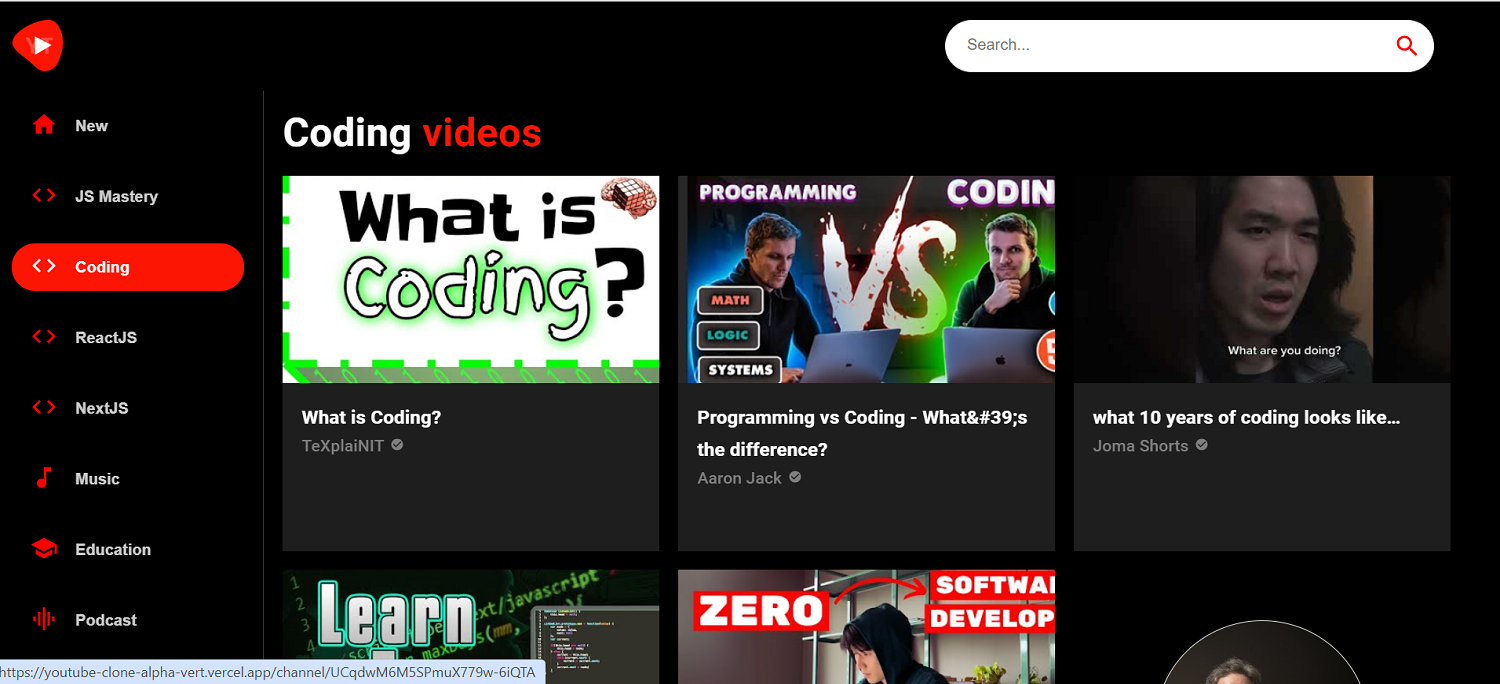 Search...
New
JS Mastery
Coding
ReactJS
NextJS
Music
Education
Podcast
Coding videos
What is
Coding?
PROGRAMMING
CODIN
VS
MATH
LOGIC
SYSTEMS
5
What are you doing?
What is Coding?
TeXplaiNIT
Programming vs Coding - What&#39;s
the difference?
Aaron Jack
what 10 years of coding looks like…
Joma Shorts
Learn
ext/javascript
ZERO
SOFTWA
DEVELOP
https://youtube-clone-alpha-vert.vercel.app/channel/UCqdwM6M5SPmuX779w-6iQTA